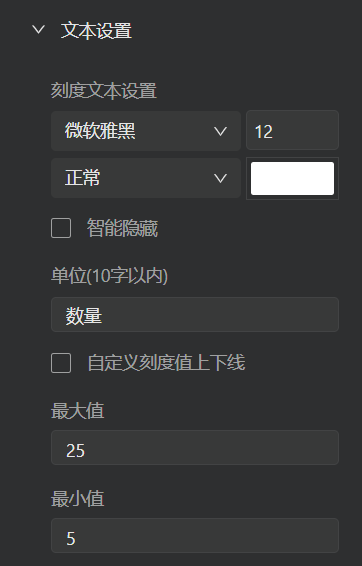 文本设置
刻度文本设置
微软雅黑 12
正常
智能隐藏
单位(10字以内)
数量
自定义刻度值上下线
最大值
25
最小值
5